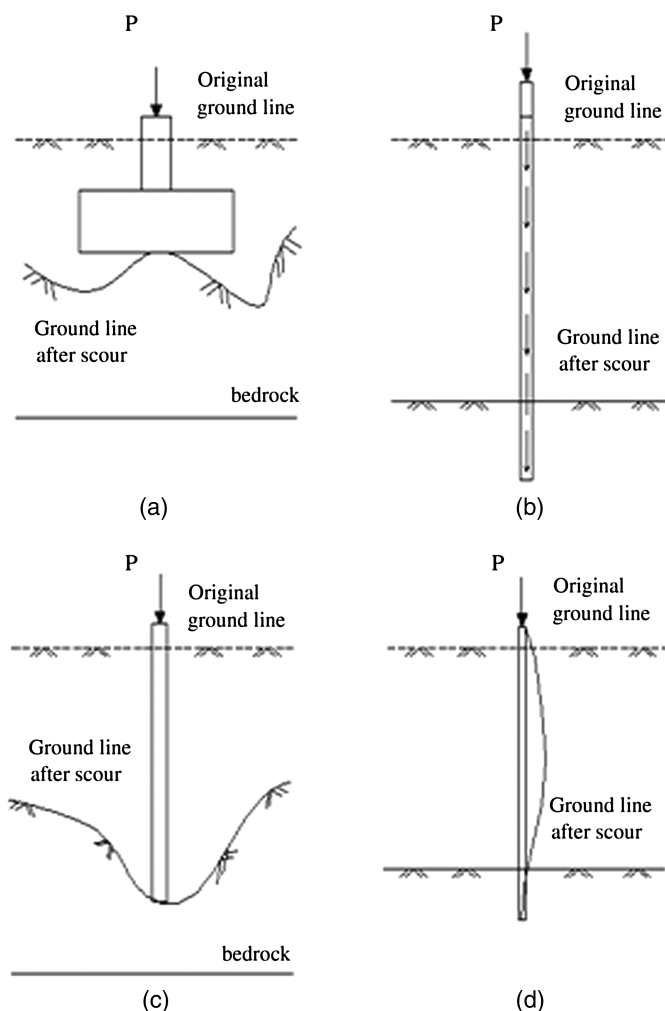 P
Original
ground line
Ground line
after scour
bedrock
(a)
P
Original
ground line
Ground line
after scour
(b)
P
Original
ground line
Ground line
after scour
bedrock
(c)
P
Original
ground line
Ground line
after scour
(d)